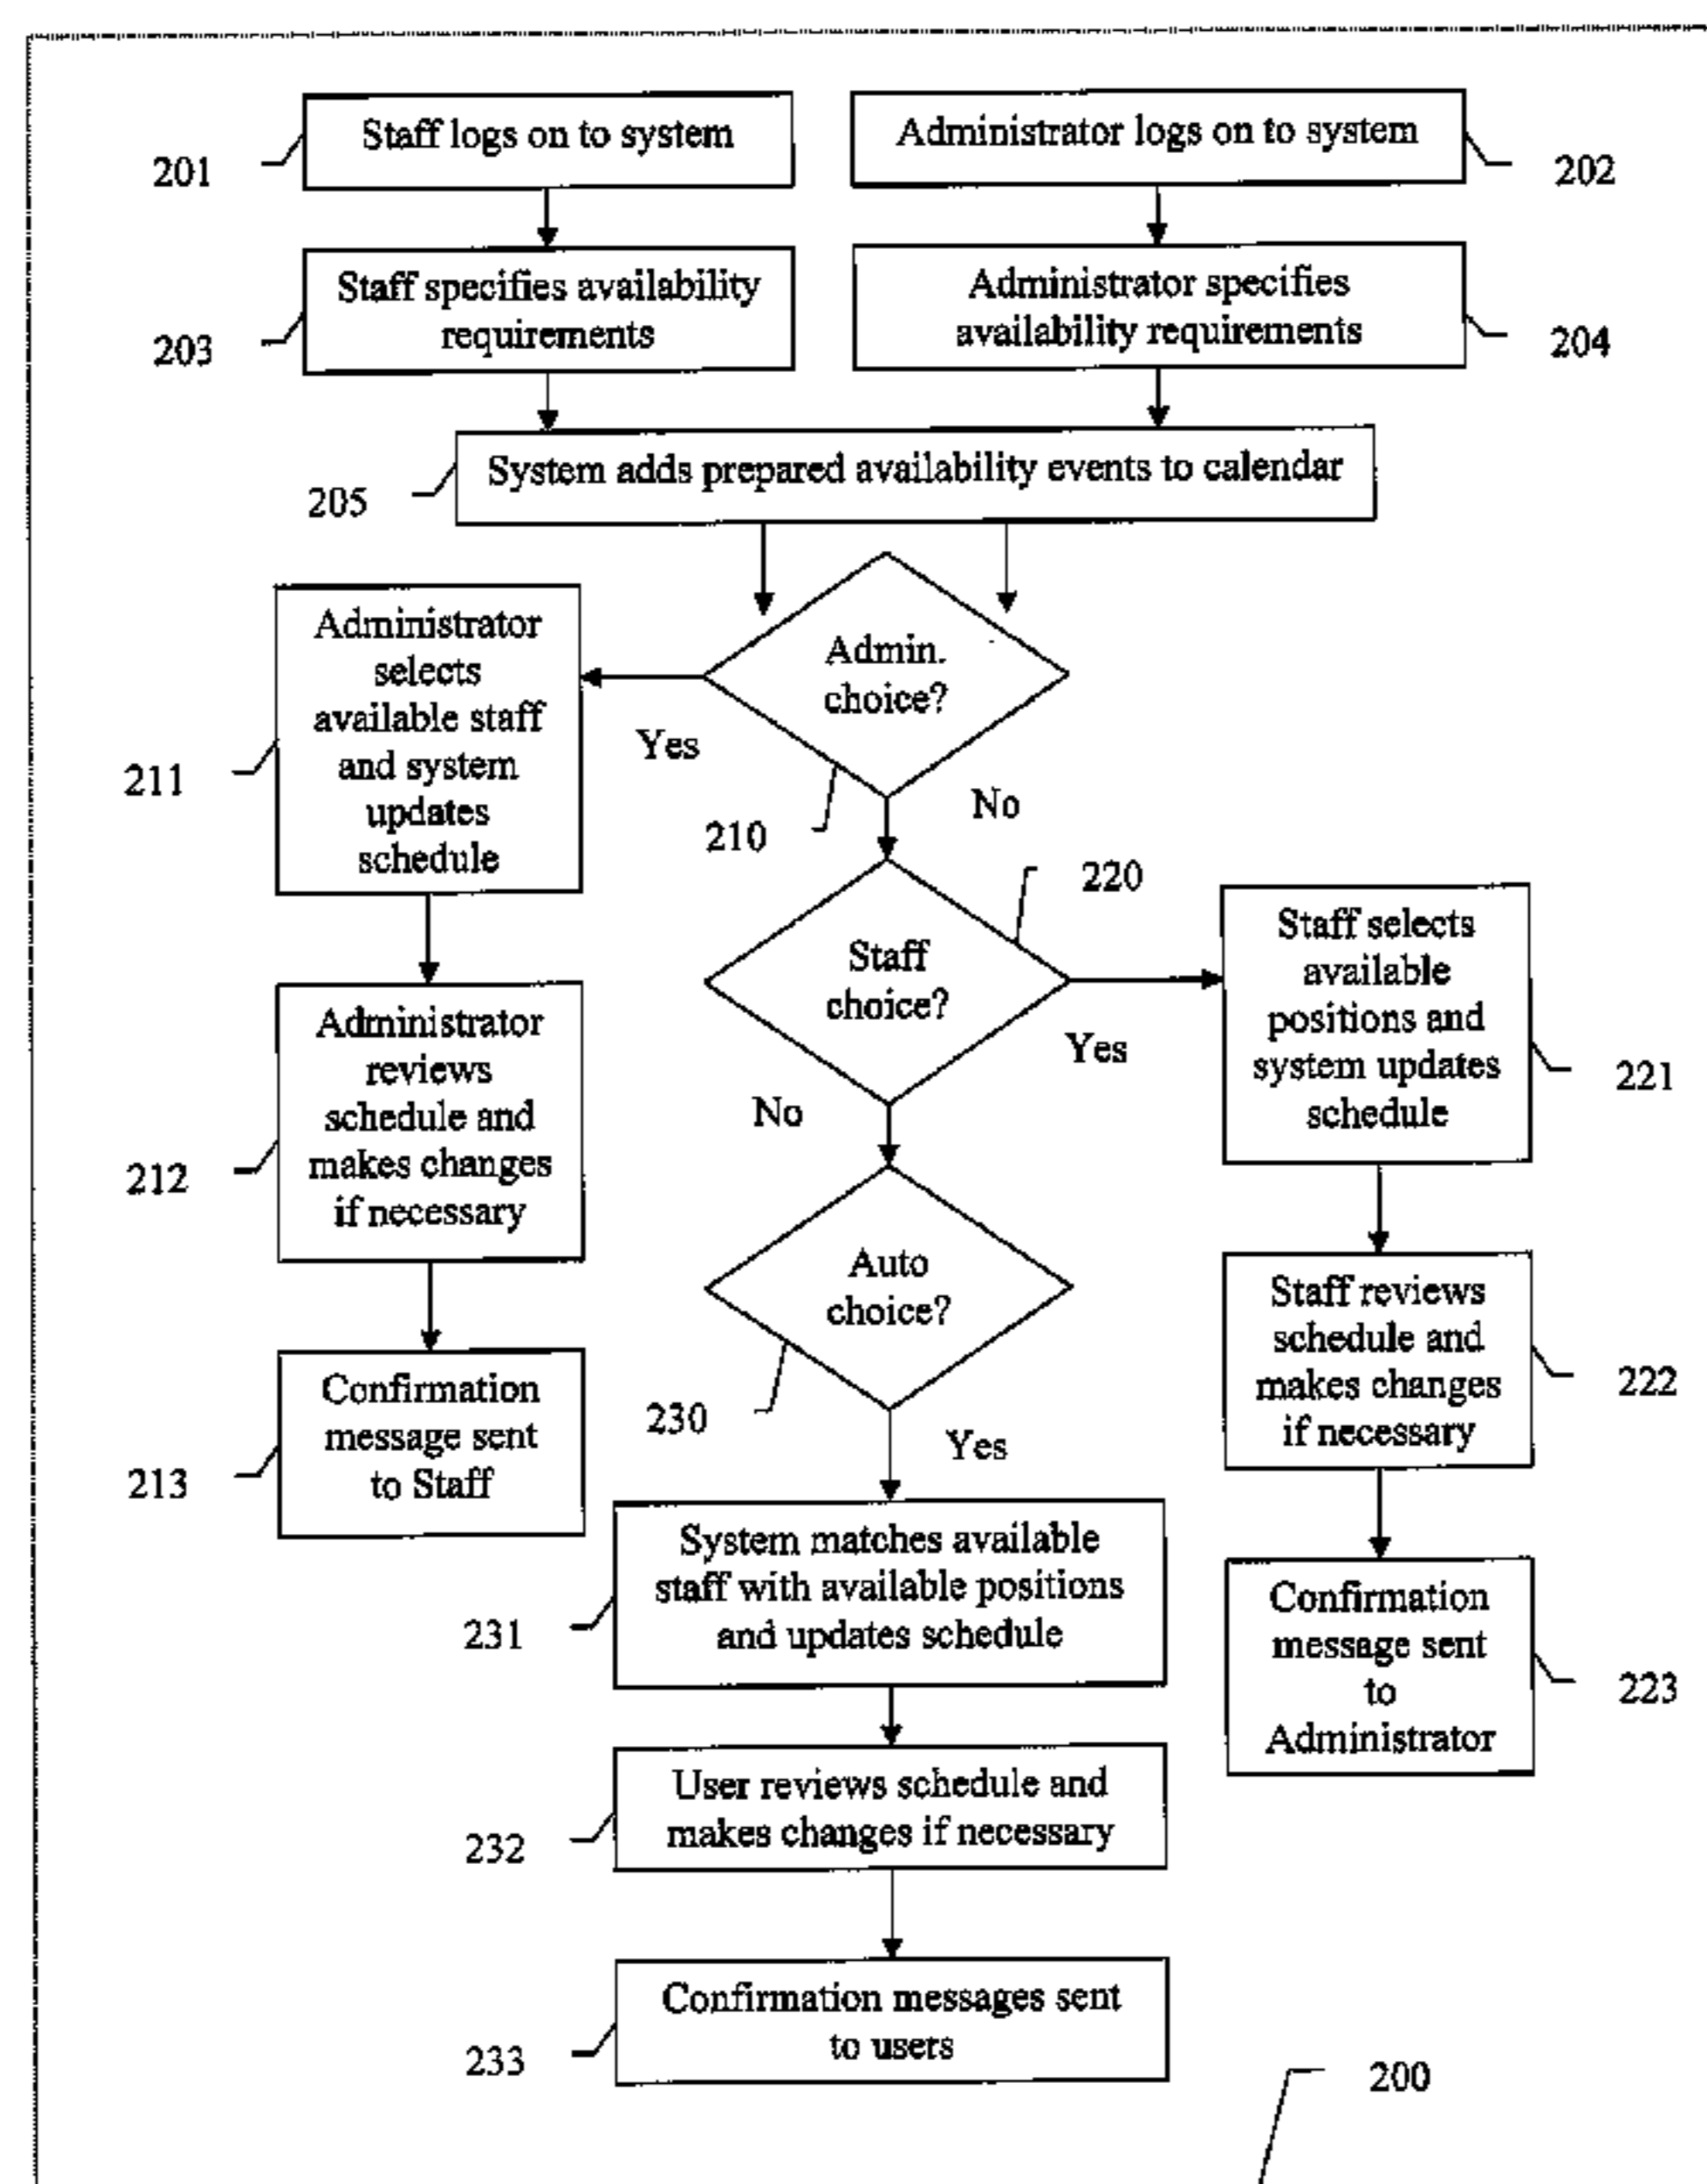 Staff logs on to system
Administrator logs on to system
201
202
Staff specifies availability
requirements
Administrator specifies
availability requirements
203
204
System adds prepared availability events to calendar
205
Administrator
selects
available staff
and system
updates
schedule
211
Admin.
choice?
Yes
No
210
220
Staff
choice?
Yes
No
Staff selects
available
positions and
system updates
schedule
221
Administrator
reviews
schedule and
makes changes
if necessary
212
Auto
choice?
230
Yes
Staff reviews
schedule and
makes changes
if necessary
222
Confirmation
message sent
to Staff
213
System matches available
staff with available positions
and updates schedule
231
Confirmation
message sent
to
Administrator
223
User reviews schedule and
makes changes if necessary
232
Confirmation messages sent
to users
233
200